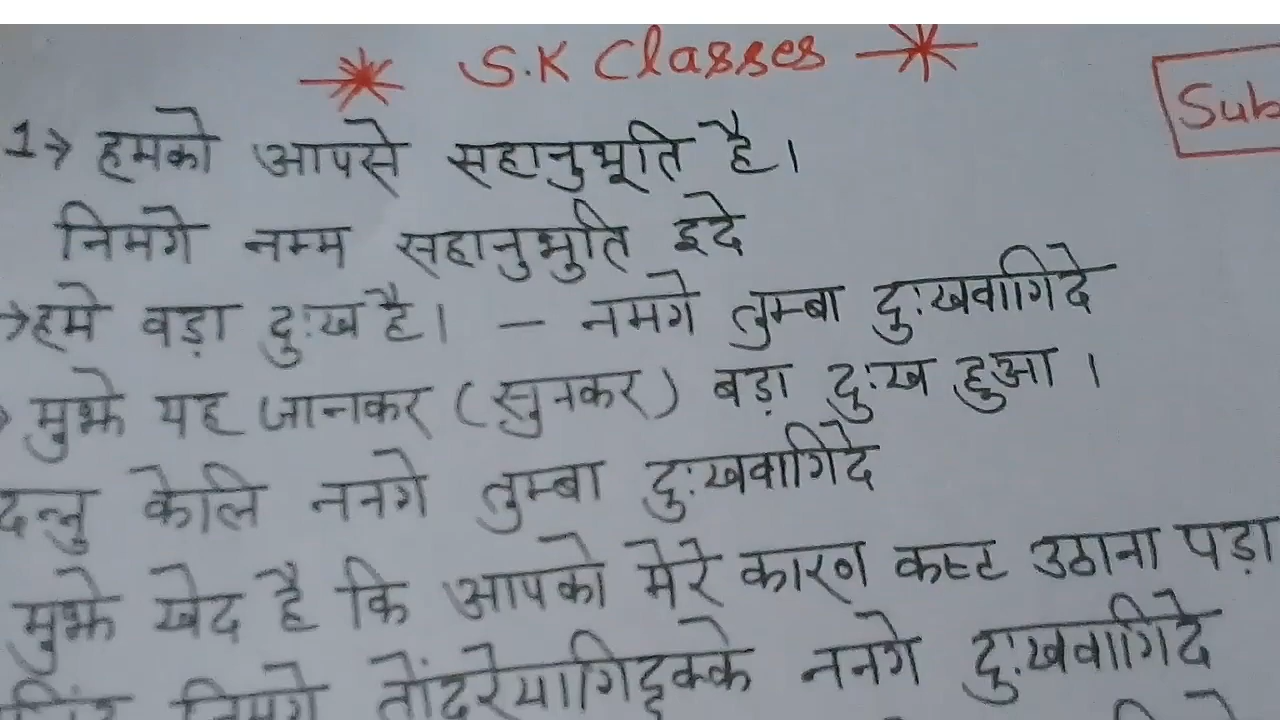 S.K Classes
Sub
1→ हमको आपसे सहानुभूति है।
निमगे नम्म सहानुभुति इदे
→हमे वड़ा दुःख है। – नमगे तुम्बा दुःखवागिदे
मुझे यह जानकर (सुनकर) बड़ा दुःख हुआ ।
दन्नु केलि ननगे तुम्बा दुःखवागिदे
मुझे खेद है कि आपको मेरे कारण कष्ट उठाना पड़ा
निमगे तोंदरेयागिद्दक्के ननगे दुःखवागिदे